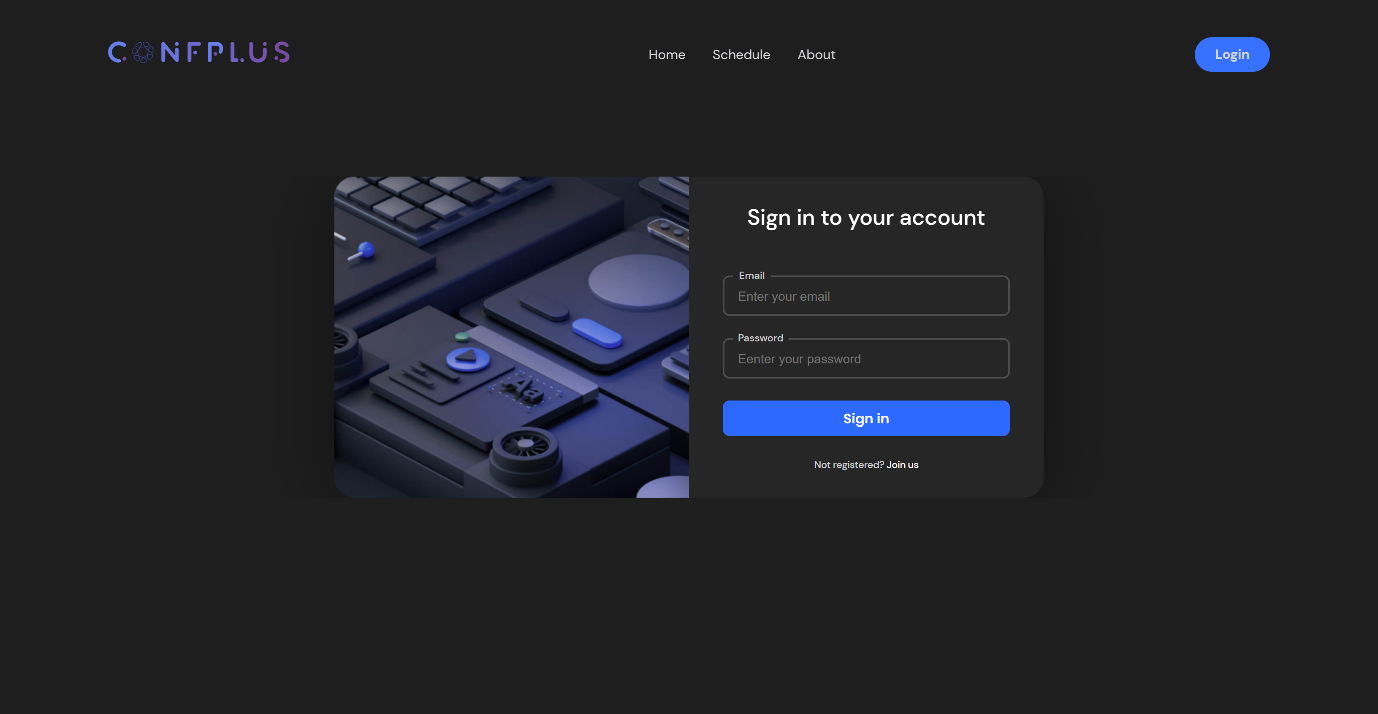 CONFPLUS
Home
Schedule
About
Login
Sign in to your account
Email
Enter your email
Password
Eenter your password
Sign in
Not registered? Join us
Aa